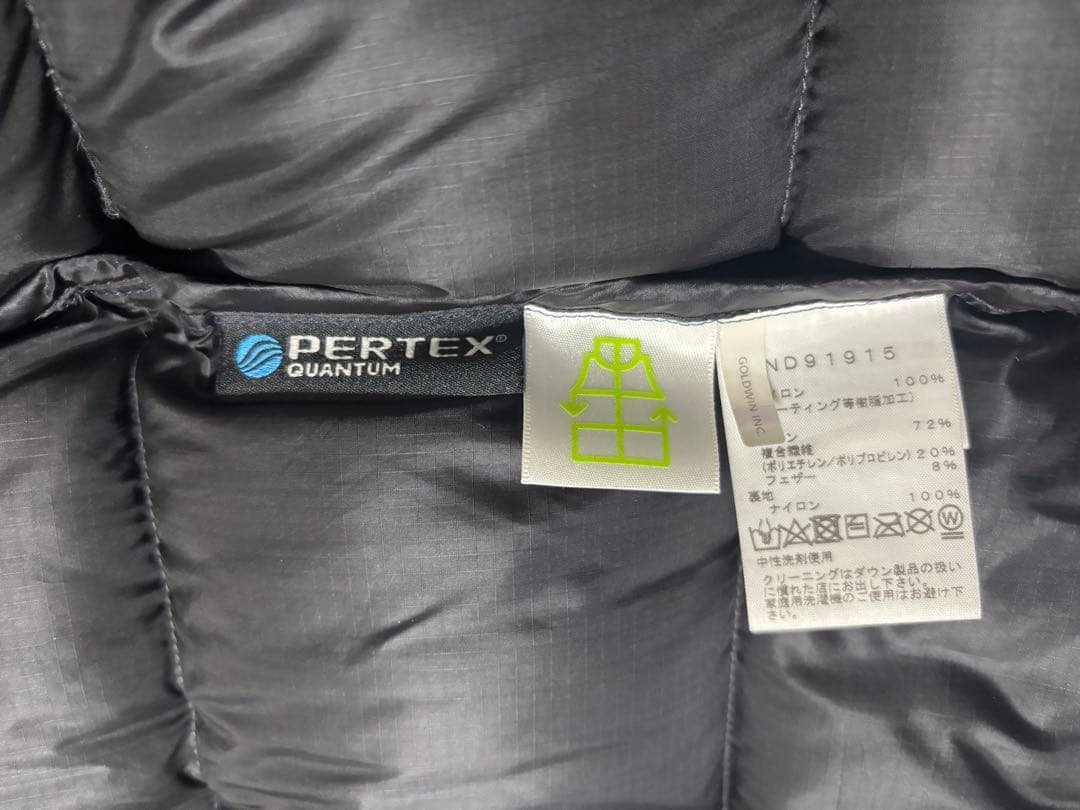 PERTEX®
QUANTUM
GOLDWIN INC.
ND91915
イロン 100%
ーティング等樹脂加工)
ン 72%
複合繊維
(ポリエチレン/ポリプロピレン) 20%
フェザー 8%
裏地
ナイロン 100%
W
中性洗剤使用
クリーニングはダウン製品の扱い
に慣れた店にお出し下さい。
家庭用洗濯機のご使用はお避け下
さい。